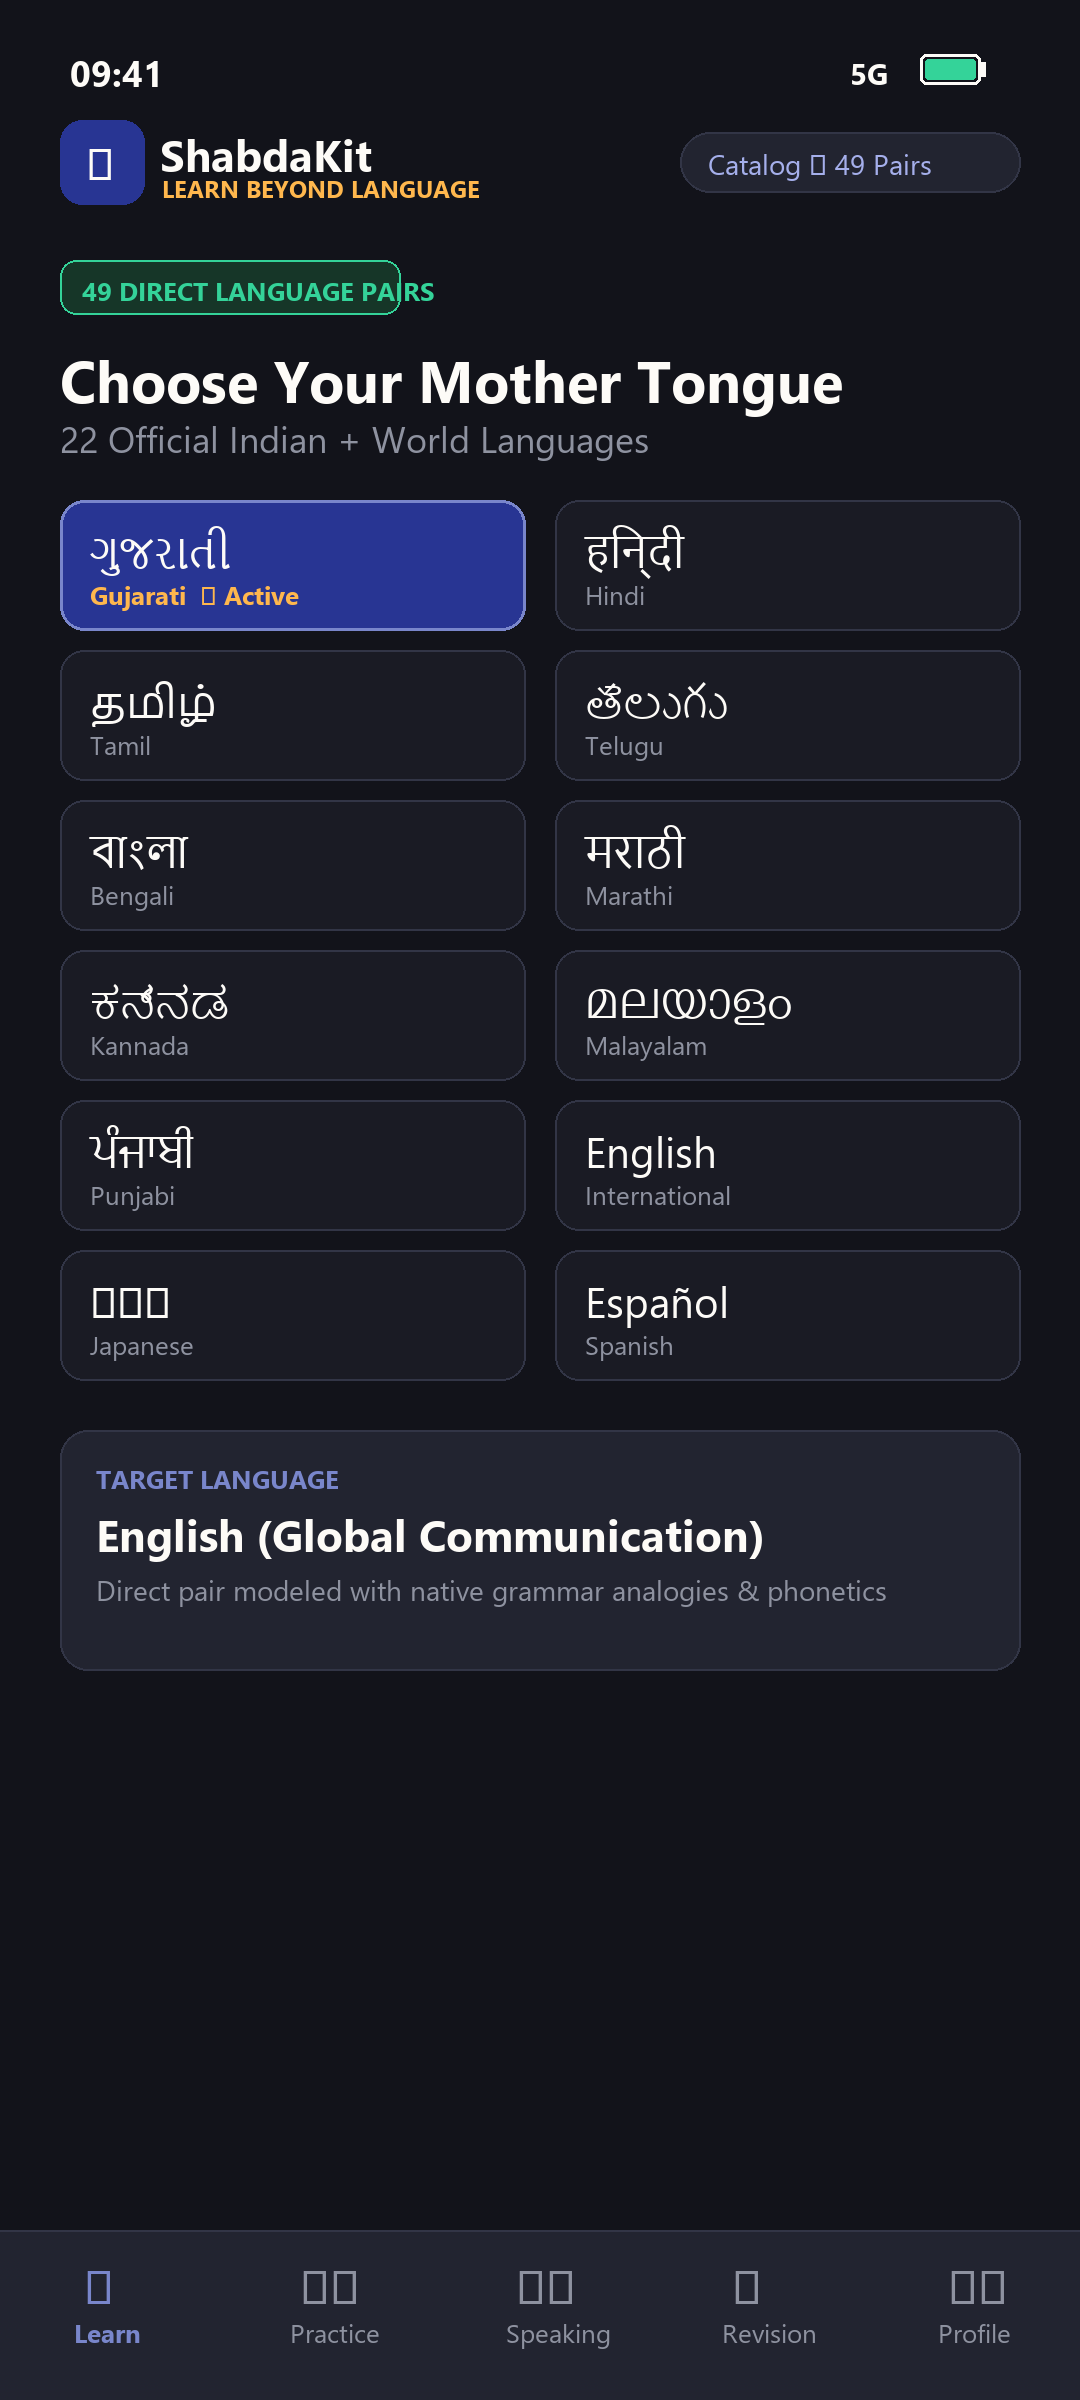 09:41
5G
ShabdaKit
LEARN BEYOND LANGUAGE
Catalog 49 Pairs
49 DIRECT LANGUAGE PAIRS
Choose Your Mother Tongue
22 Official Indian + World Languages
ગુજરાતી
Gujarati Active
हिन्दी
Hindi
தமிழ்
Tamil
తెలుగు
Telugu
বাংলা
Bengali
मराठी
Marathi
ಕನ್ನಡ
Kannada
മലയാളം
Malayalam
ਪੰਜਾਬੀ
Punjabi
English
International
Japanese
Español
Spanish
TARGET LANGUAGE
English (Global Communication)
Direct pair modeled with native grammar analogies & phonetics
Learn
Practice
Speaking
Revision
Profile